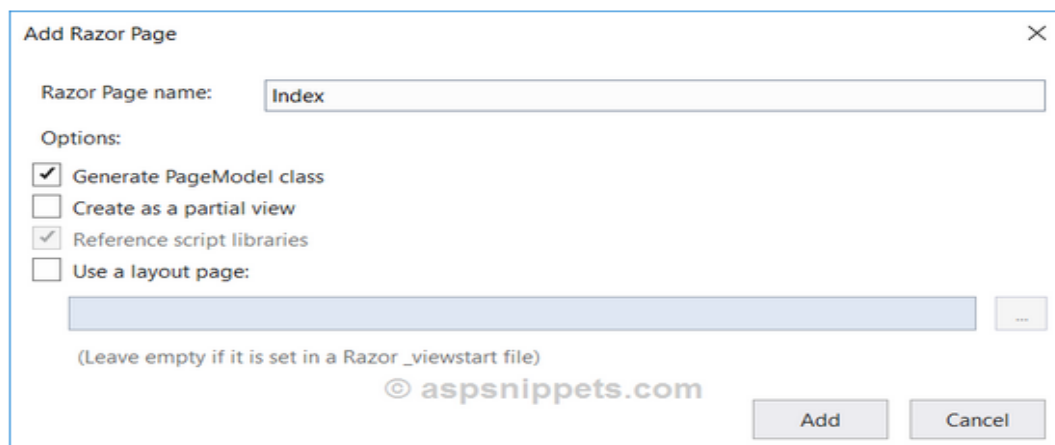 Add Razor Page
Razor Page name: Index
Options:
Generate PageModel class
Create as a partial view
Reference script libraries
Use a layout page:
...
(Leave empty if it is set in a Razor _viewstart file)
© aspsnippets.com
Add Cancel